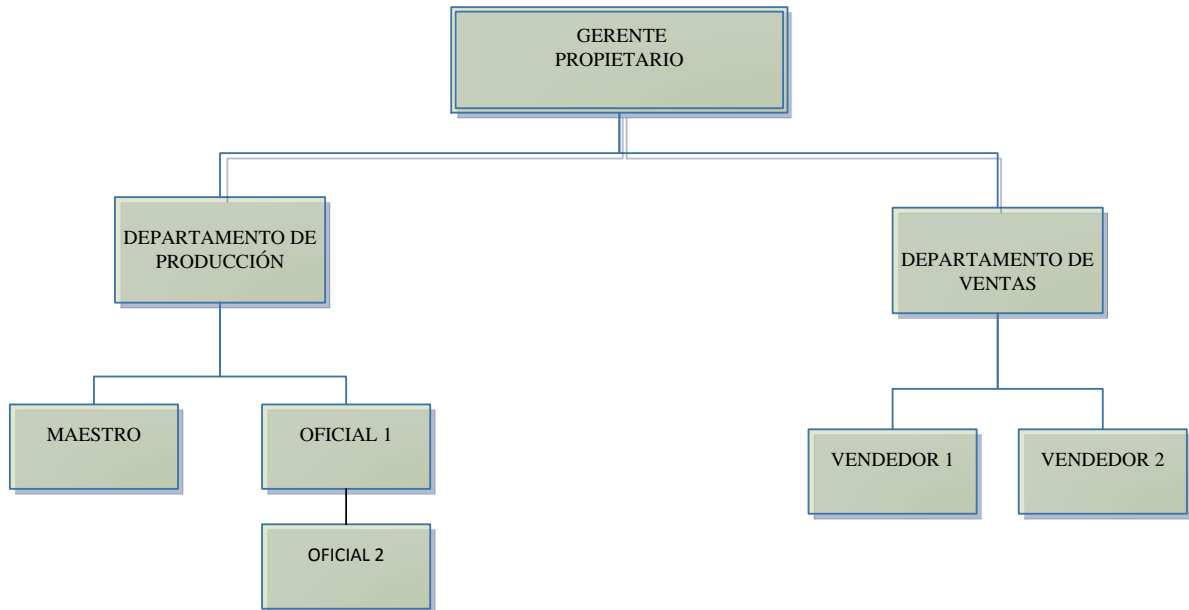 GERENTE
PROPIETARIO
DEPARTAMENTO DE
PRODUCCIÓN
DEPARTAMENTO DE
VENTAS
MAESTRO
OFICIAL 1
VENDEDOR 1
VENDEDOR 2
OFICIAL 2